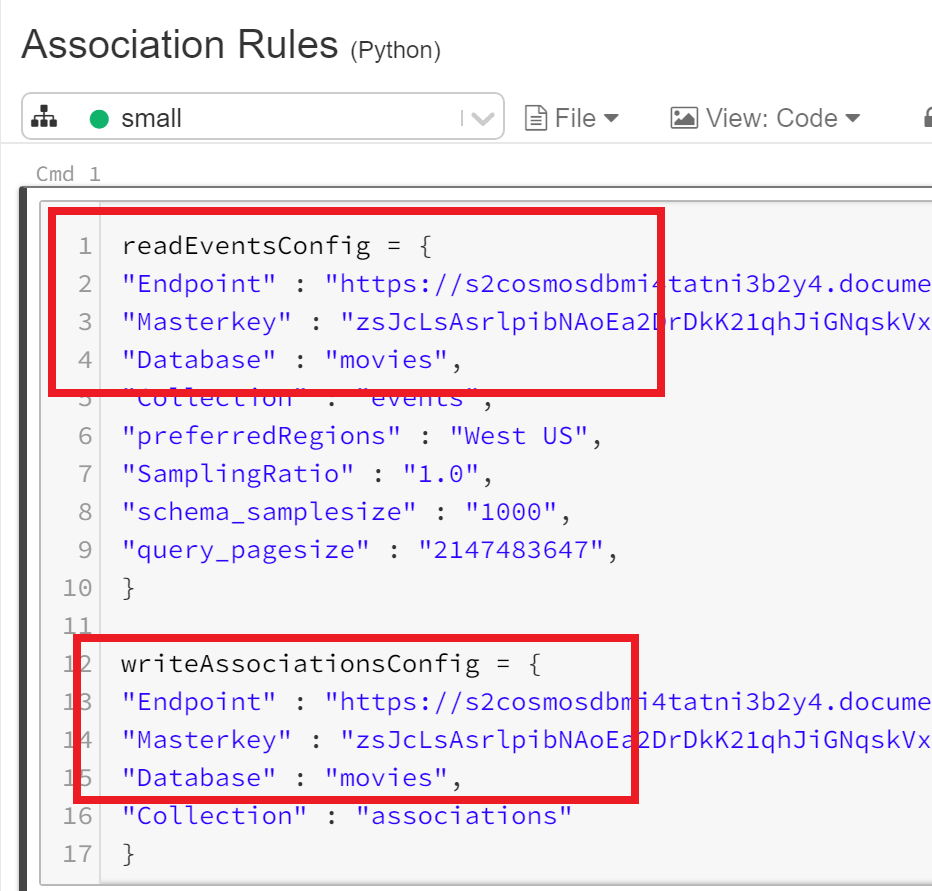 Association Rules (Python)
small File View: Code
Cmd 1
1 readEventsConfig = {
2 "Endpoint" : "https://s2cosmosdbmi4tatni3b2y4.docume
3 "Masterkey" : "zsJcLsAsrlpibNAoEa2DrDkK21qhJiGNqskVx
4 "Database" : "movies",
5 "Collection" : "events",
6 "preferredRegions" : "West US",
7 "SamplingRatio" : "1.0",
8 "schema_samplesize" : "1000",
9 "query_pagesize" : "2147483647",
10 }
11
12 writeAssociationsConfig = {
13 "Endpoint" : "https://s2cosmosdbmi4tatni3b2y4.docume
14 "Masterkey" : "zsJcLsAsrlpibNAoEa2DrDkK21qhJiGNqskVx
15 "Database" : "movies",
16 "Collection" : "associations"
17 }